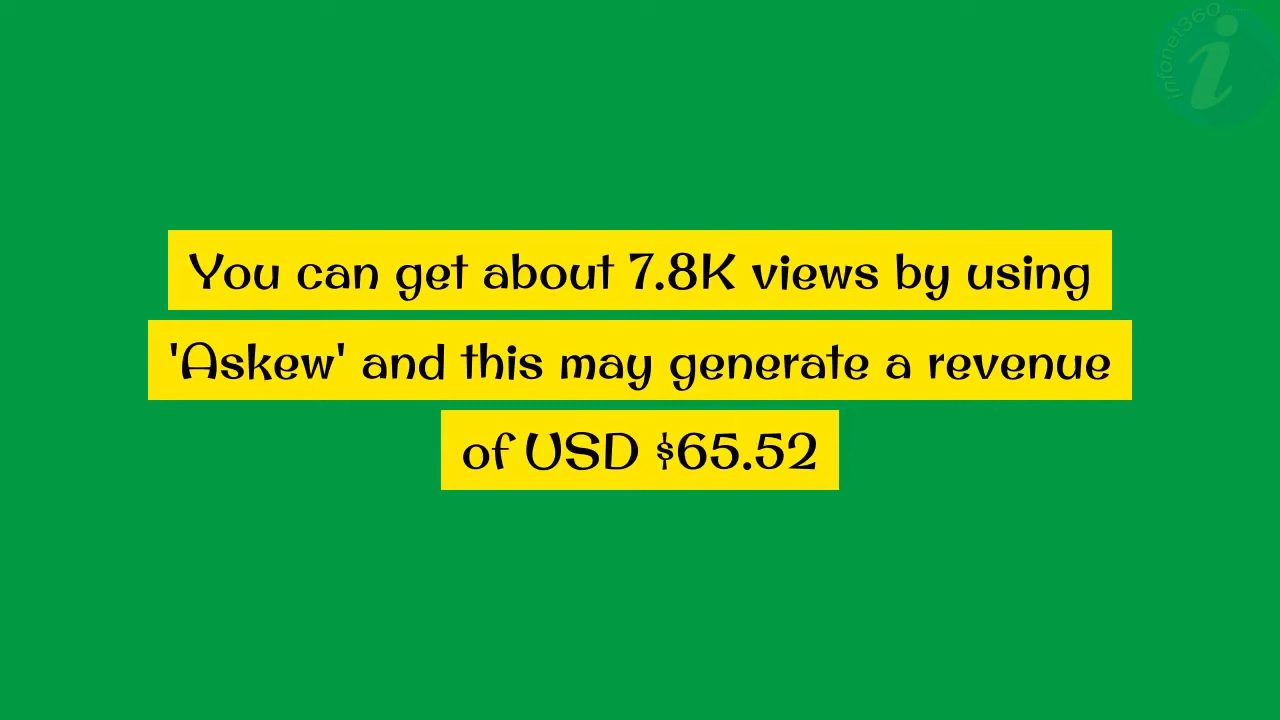 infonet360
You can get about 7.8K views by using
'Askew' and this may generate a revenue
of USD $65.52